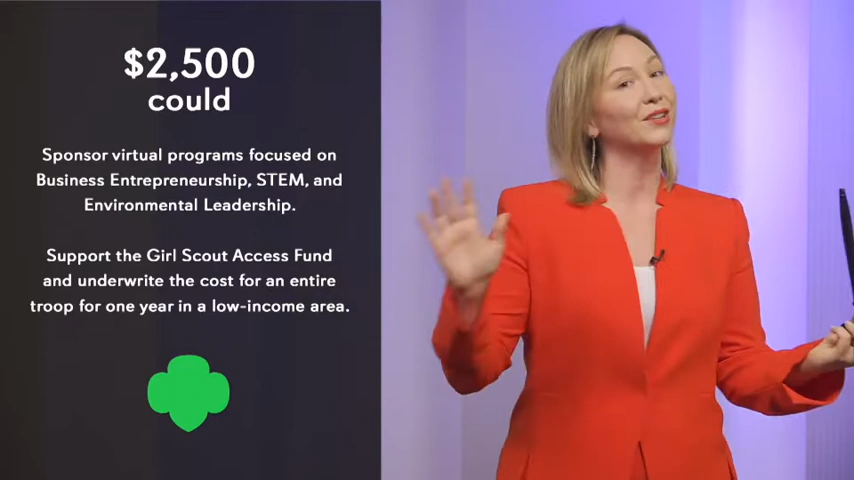 $2,500
could
Sponsor virtual programs focused on
Business Entrepreneurship, STEM, and
Environmental Leadership.
Support the Girl Scout Access Fund
and underwrite the cost for an entire
troop for one year in a low-income area.